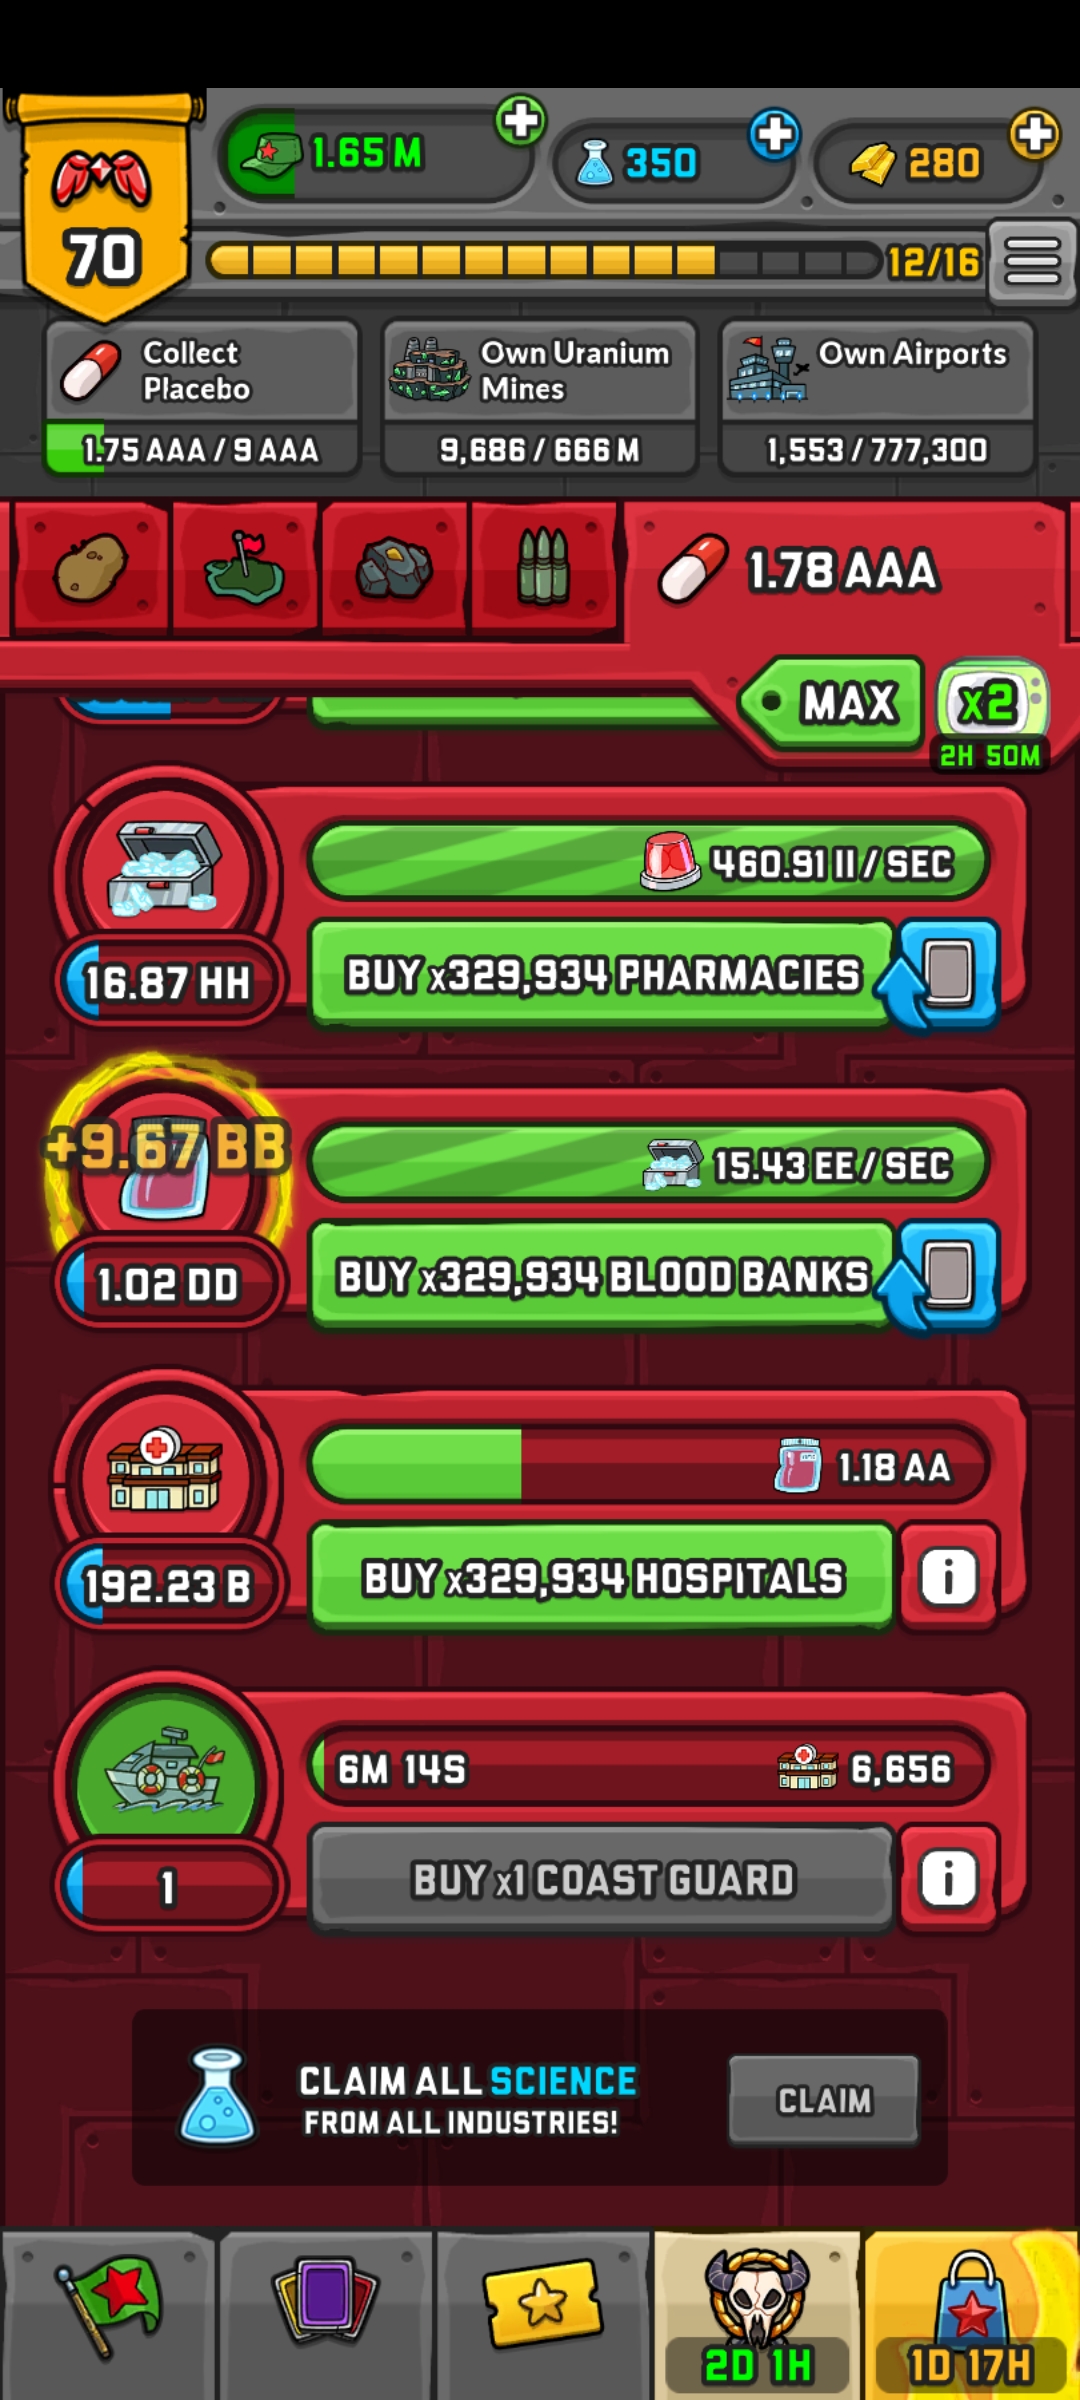 1.65 M
350
280
70
12/16
Collect
Placebo
1.75 AAA / 9 AAA
Own Uranium
Mines
9,686 / 666 M
Own Airports
1,553 / 777,300
1.78 AAA
MAX
x2
2H 50M
460.91 II / SEC
16.87 HH
BUY x329,934 PHARMACIES
+9.67 BB
15.43 EE / SEC
1.02 DD
BUY x329,934 BLOOD BANKS
1.18 AA
192.23 B
BUY x329,934 HOSPITALS
i
6M 14S
6,656
1
BUY x1 COAST GUARD
i
CLAIM ALL SCIENCE
FROM ALL INDUSTRIES!
CLAIM
2D 1H
1D 17H